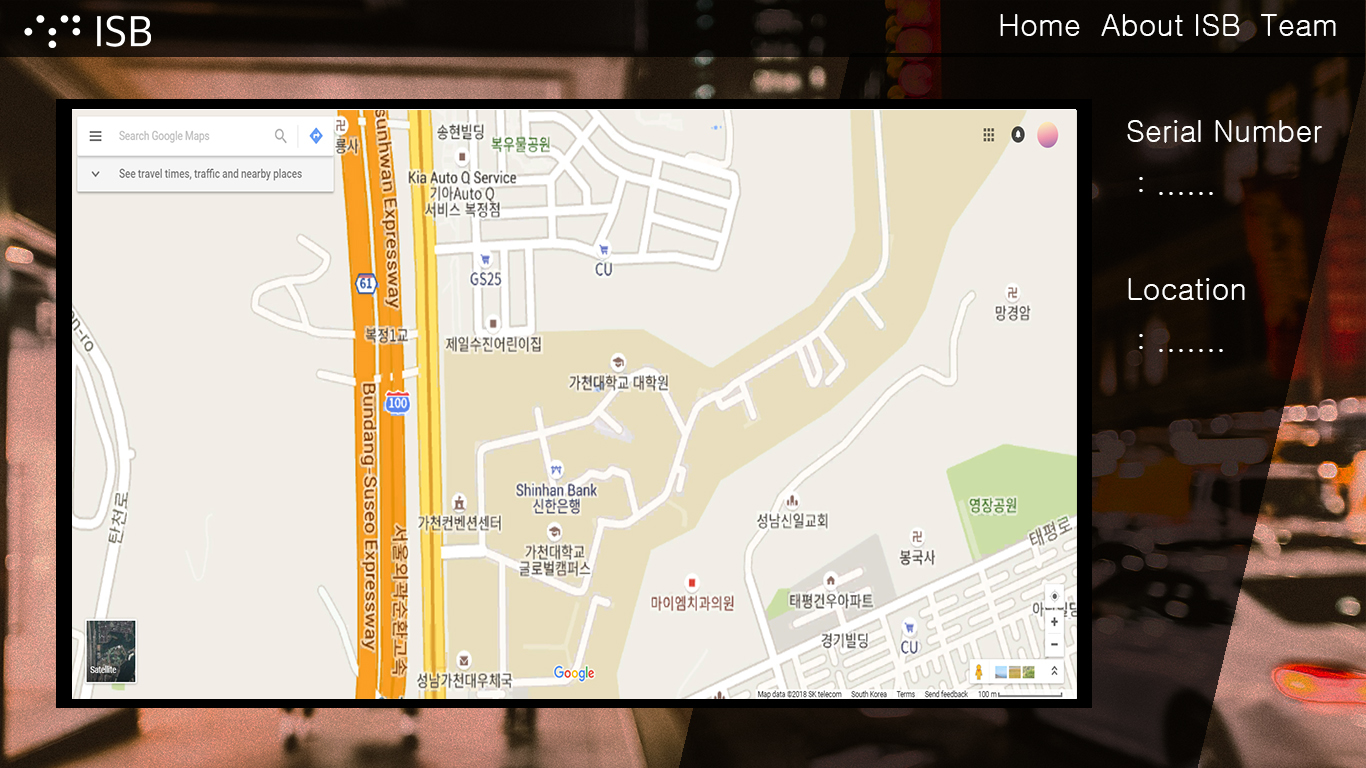 ISB
Home About ISB Team
Search Google Maps
See travel times, traffic and nearby places
룡사
sunhwan Expressway
송현빌딩
복우물공원
Kia Auto Q Service
기아Auto Q
서비스 복정점
GS25
CU
61
복정1교
제일수진어린이집
망경암
가천대학교 대학원
100
Bundang-Suseo Expressway
서울외곽순환고속
탄천로
Shinhan Bank
신한은행
가천컨벤션센터
가천대학교
글로벌캠퍼스
성남신일교회
영장공원
태평로
봉국사
마이엠치과의원
태평건우아파트
경기빌딩
CU
성남가천대우체국
Satellite
Google
Map data ©2018 SK telecom South Korea Terms Send feedback 100 m
Serial Number
: ......
Location
: .......